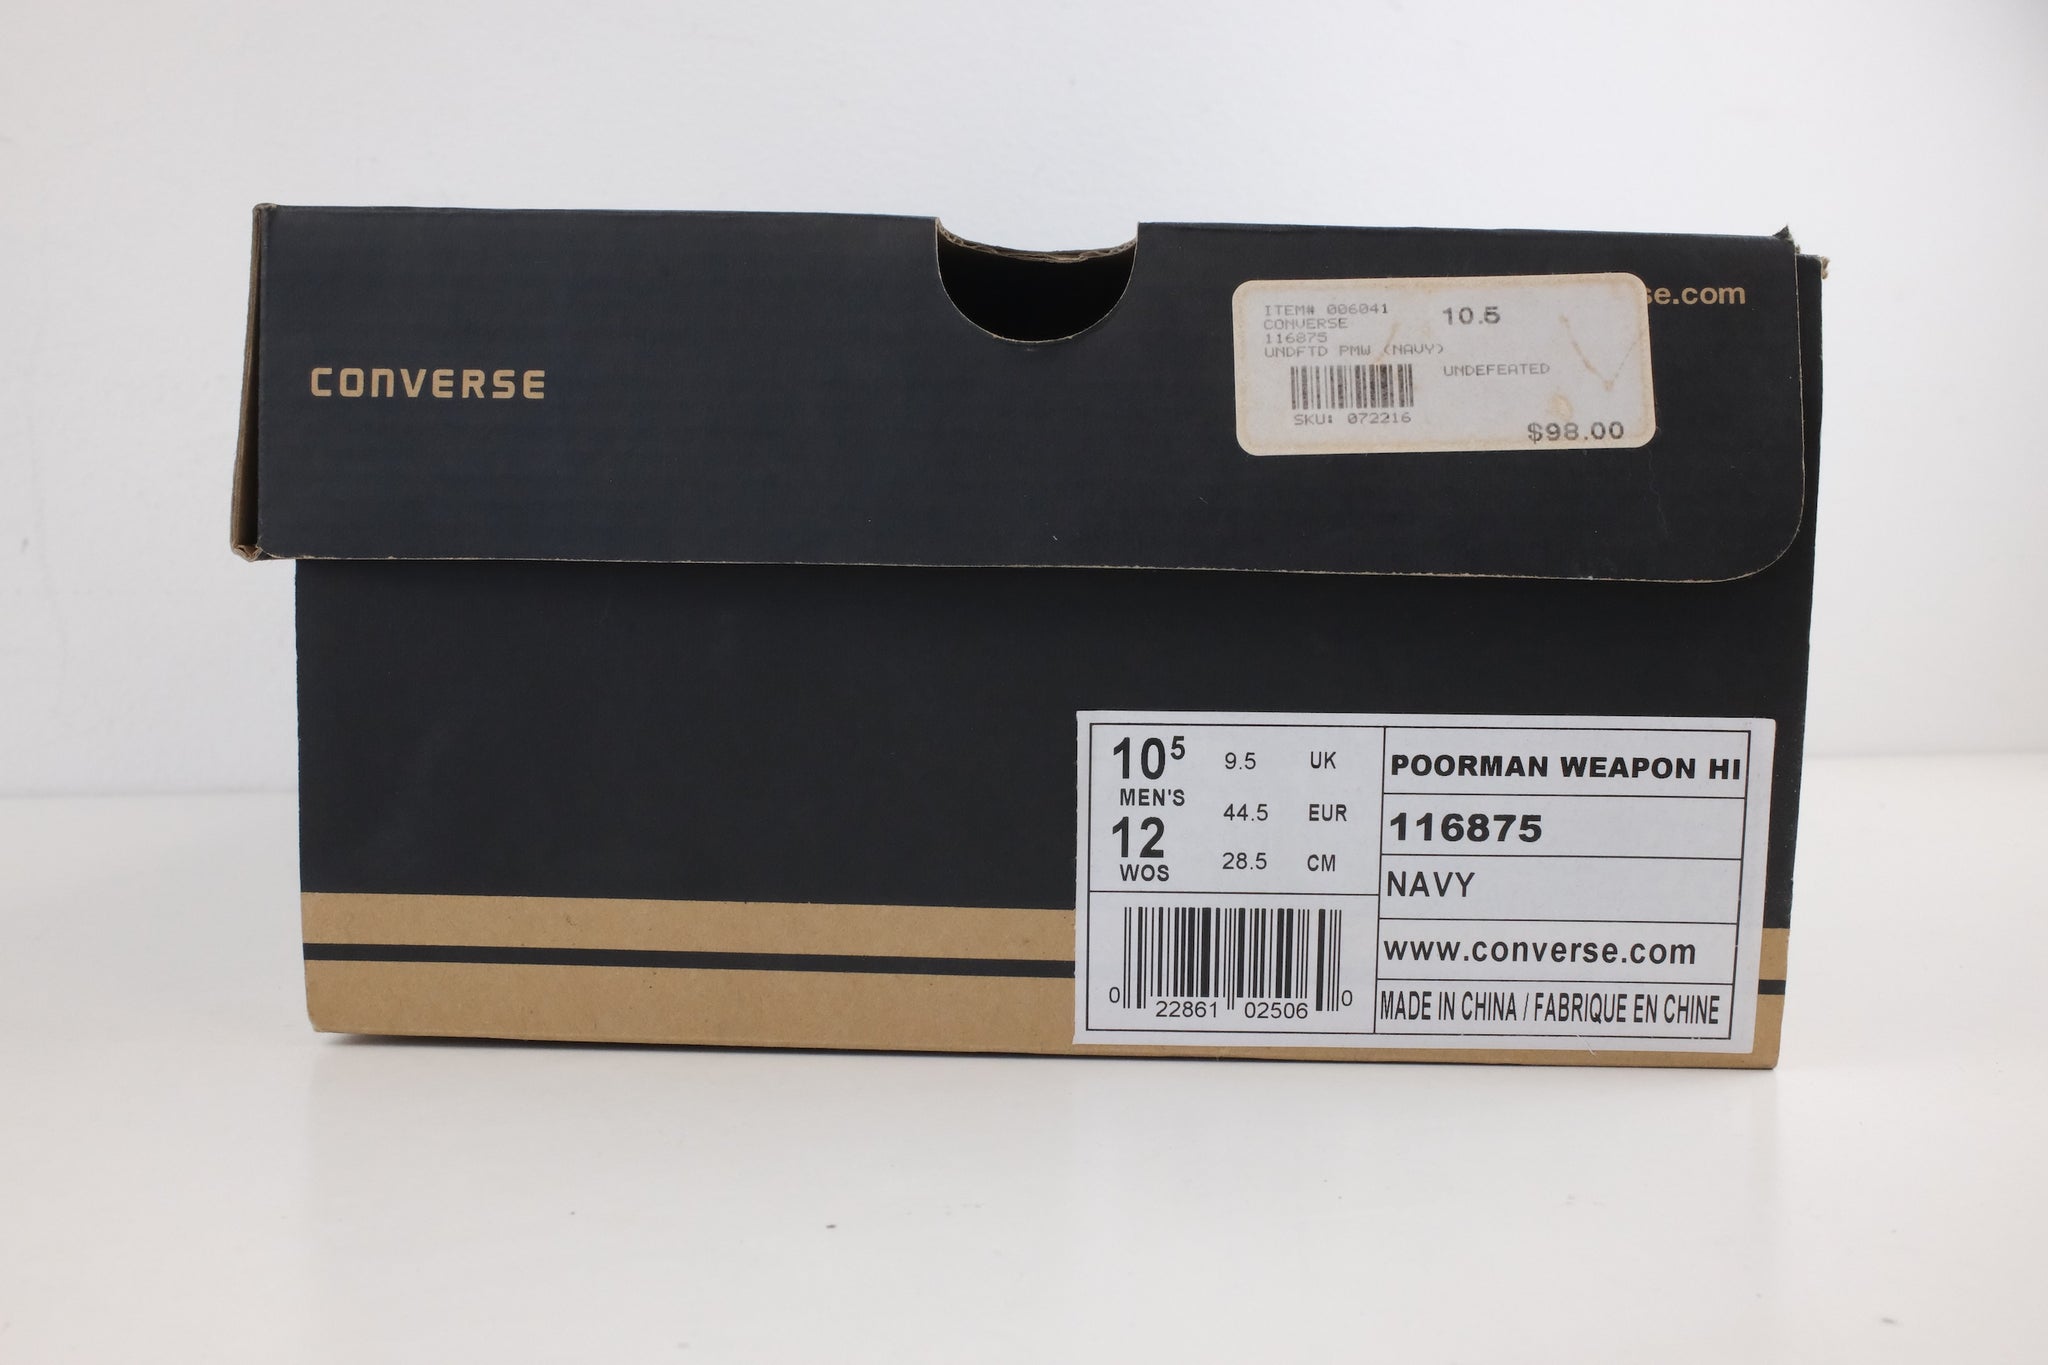 CONVERSE
se.com
ITEM# 006041
10.5
CONVERSE
116875
UNDFTD PMW (NAVY)
UNDEFEATED
SKU: 072216
$98.00
10⁵ 9.5 UK
MEN'S
44.5 EUR
12
28.5 CM
WOS
0 22861 02506 0
POORMAN WEAPON HI
116875
NAVY
www.converse.com
MADE IN CHINA / FABRIQUE EN CHINE